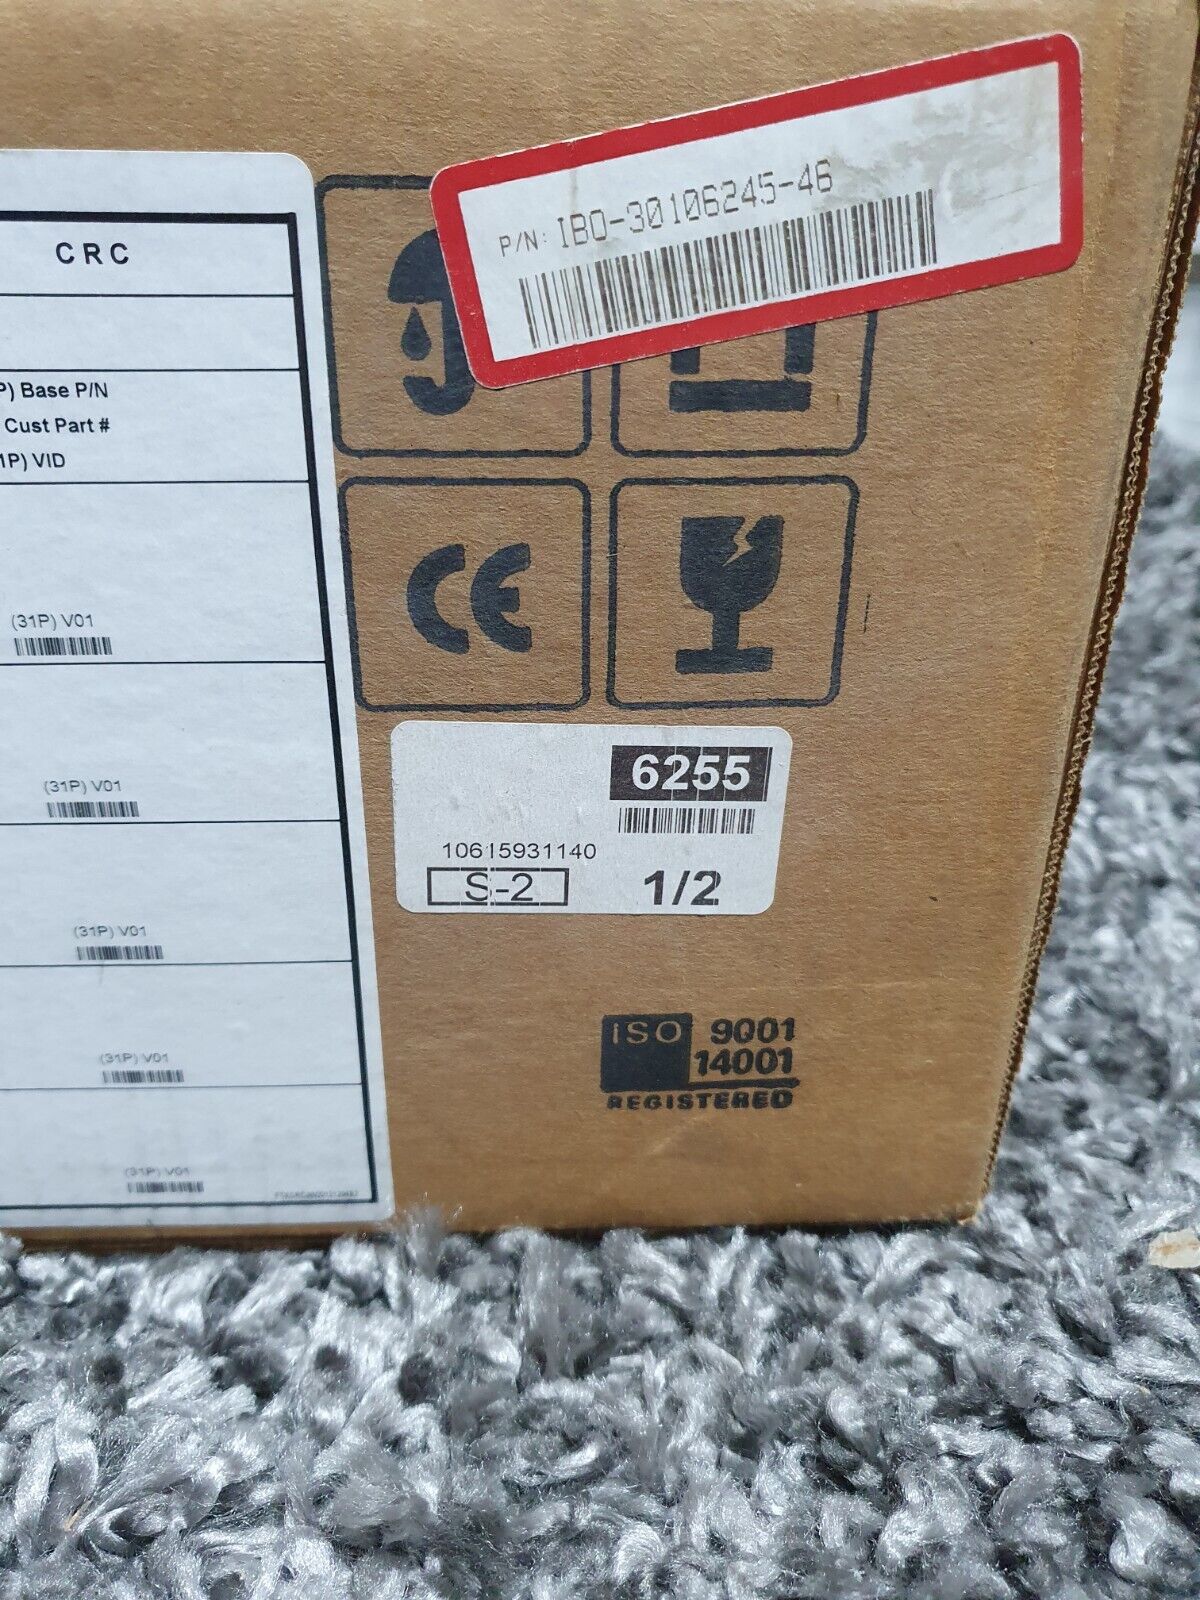 P/N: IBO-30106245-46
CRC
P) Base P/N
Cust Part #
1P) VID
(31P) V01
(31P) V01
(31P) V01
(31P) V01
(31P) V01
CE
6255
10615931140
S-2 1/2
ISO 9001
14001
REGISTERED